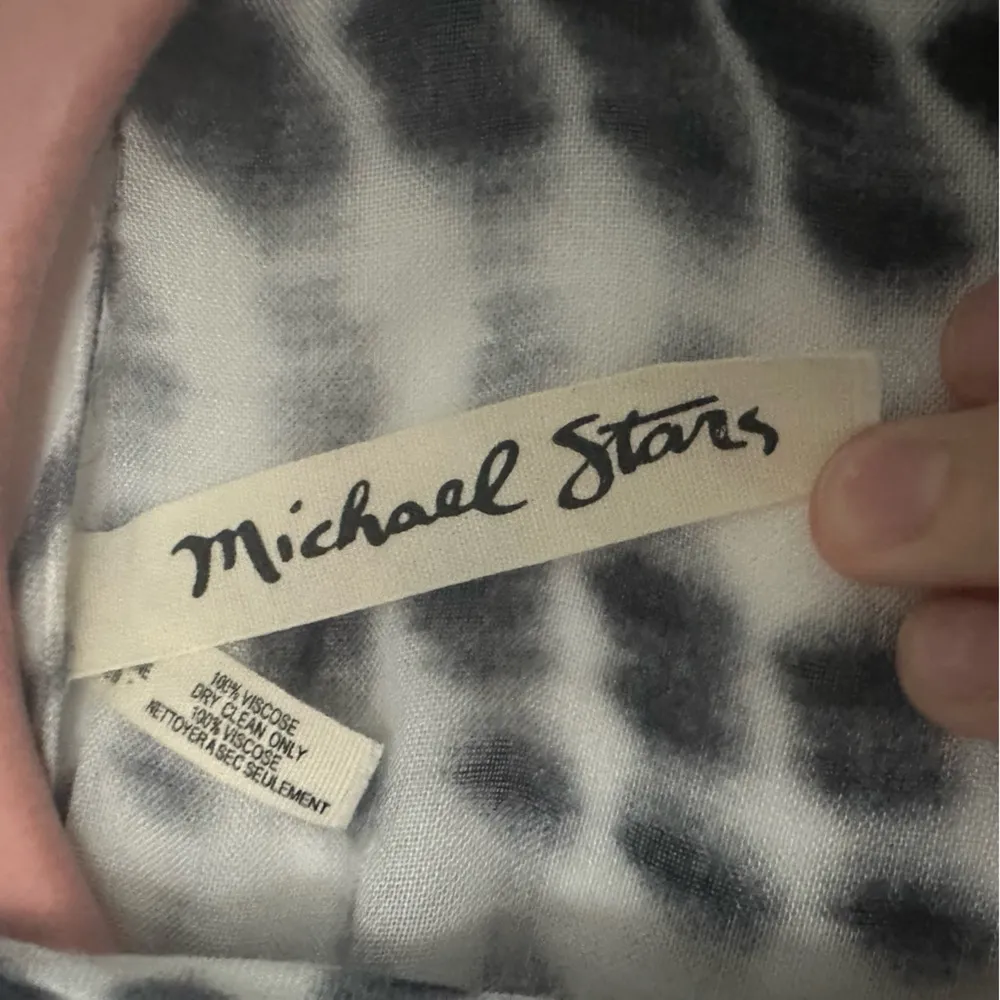 Michael Stars
100% VISCOSE
DRY CLEAN ONLY
100% VISCOSE
NETTOYER A SEC SEULEMENT